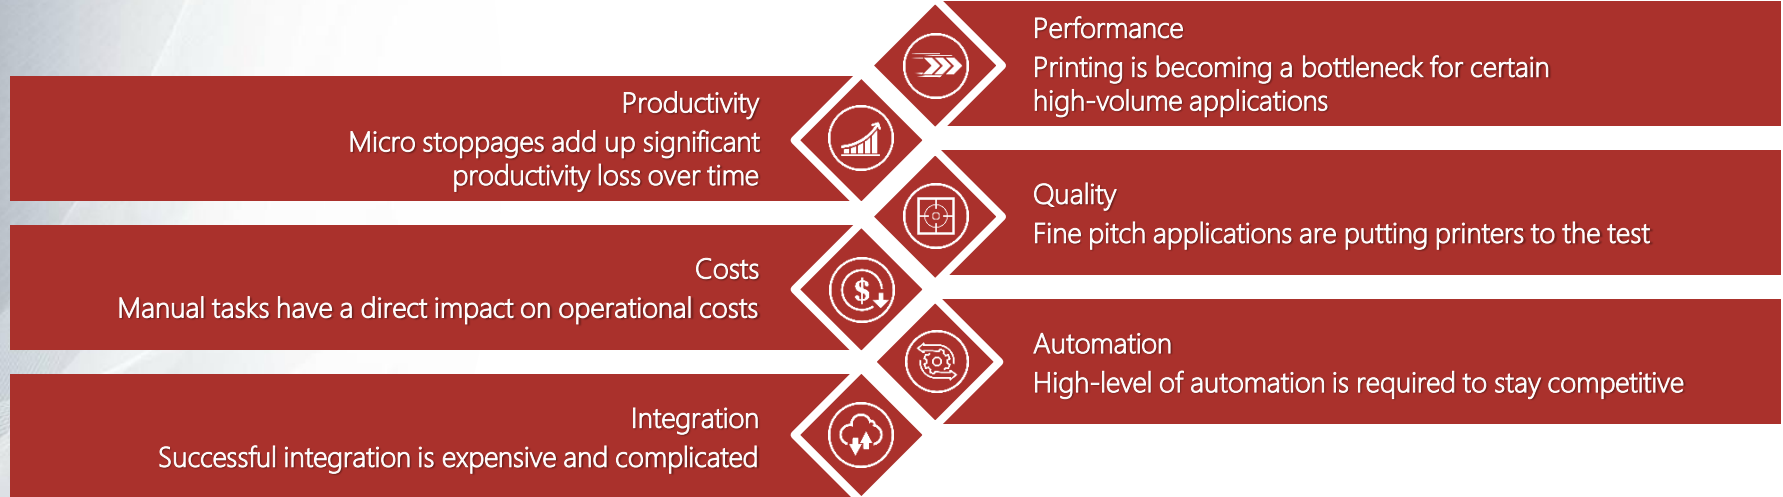 Performance
Printing is becoming a bottleneck for certain
high-volume applications
Productivity
Micro stoppages add up significant
productivity loss over time
Quality
Fine pitch applications are putting printers to the test
Costs
Manual tasks have a direct impact on operational costs
Automation
High-level of automation is required to stay competitive
Integration
Successful integration is expensive and complicated
$